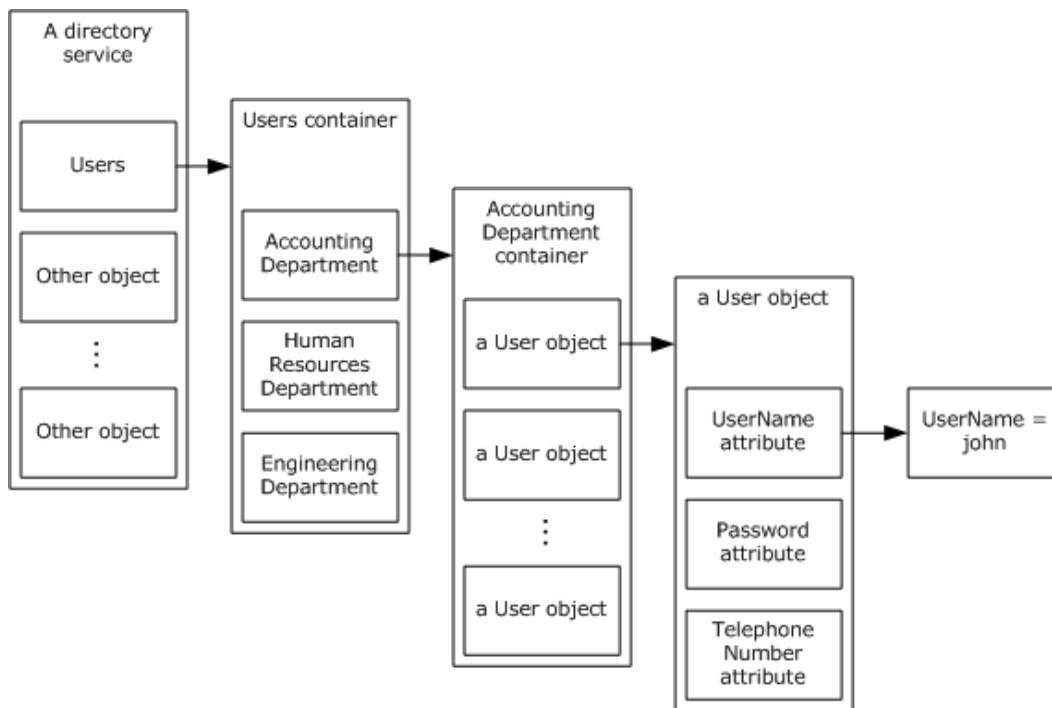 A directory
service
Users
Other object
Other object
Users container
Accounting
Department
Human
Resources
Department
Engineering
Department
Accounting
Department
container
a User object
a User object
a User object
a User object
UserName
attribute
Password
attribute
Telephone
Number
attribute
UserName =
john